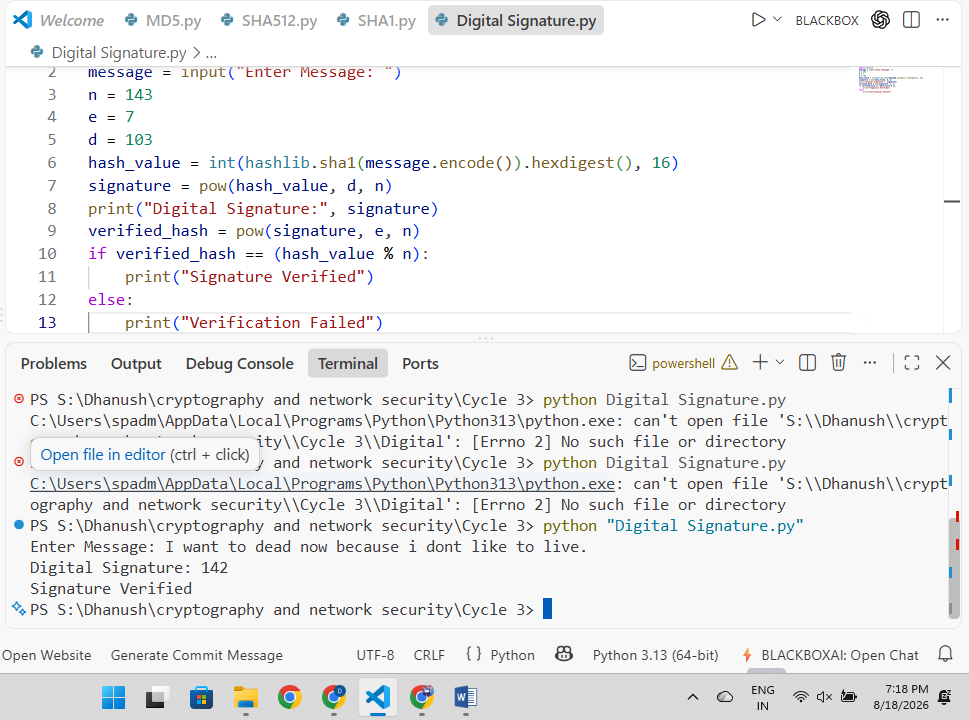 Welcome MD5.py SHA512.py SHA1.py Digital Signature.py BLACKBOX ...
Digital Signature.py > ...
2 message = input("Enter Message: ")
3 n = 143
4 e = 7
5 d = 103
6 hash_value = int(hashlib.sha1(message.encode()).hexdigest(), 16)
7 signature = pow(hash_value, d, n)
8 print("Digital Signature:", signature)
9 verified_hash = pow(signature, e, n)
10 if verified_hash == (hash_value % n):
11 print("Signature Verified")
12 else:
13 print("Verification Failed")
Problems Output Debug Console Terminal Ports powershell ...
PS S:\Dhanush\cryptography and network security\Cycle 3> python Digital Signature.py
C:\Users\spadm\AppData\Local\Programs\Python\Python313\python.exe: can't open file 'S:\\Dhanush\\crypt
security\\Cycle 3\\Digital': [Errno 2] No such file or directory
Open file in editor (ctrl + click)
k security\Cycle 3> python Digital Signature.py
C:\Users\spadm\AppData\Local\Programs\Python\Python313\python.exe: can't open file 'S:\\Dhanush\\crypt
ography and network security\\Cycle 3\\Digital': [Errno 2] No such file or directory
PS S:\Dhanush\cryptography and network security\Cycle 3> python "Digital Signature.py"
Enter Message: I want to dead now because i dont like to live.
Digital Signature: 142
Signature Verified
PS S:\Dhanush\cryptography and network security\Cycle 3>
Open Website Generate Commit Message UTF-8 CRLF {} Python Python 3.13 (64-bit) BLACKBOXAI: Open Chat
ENG 7:18 PM
IN 8/18/2026